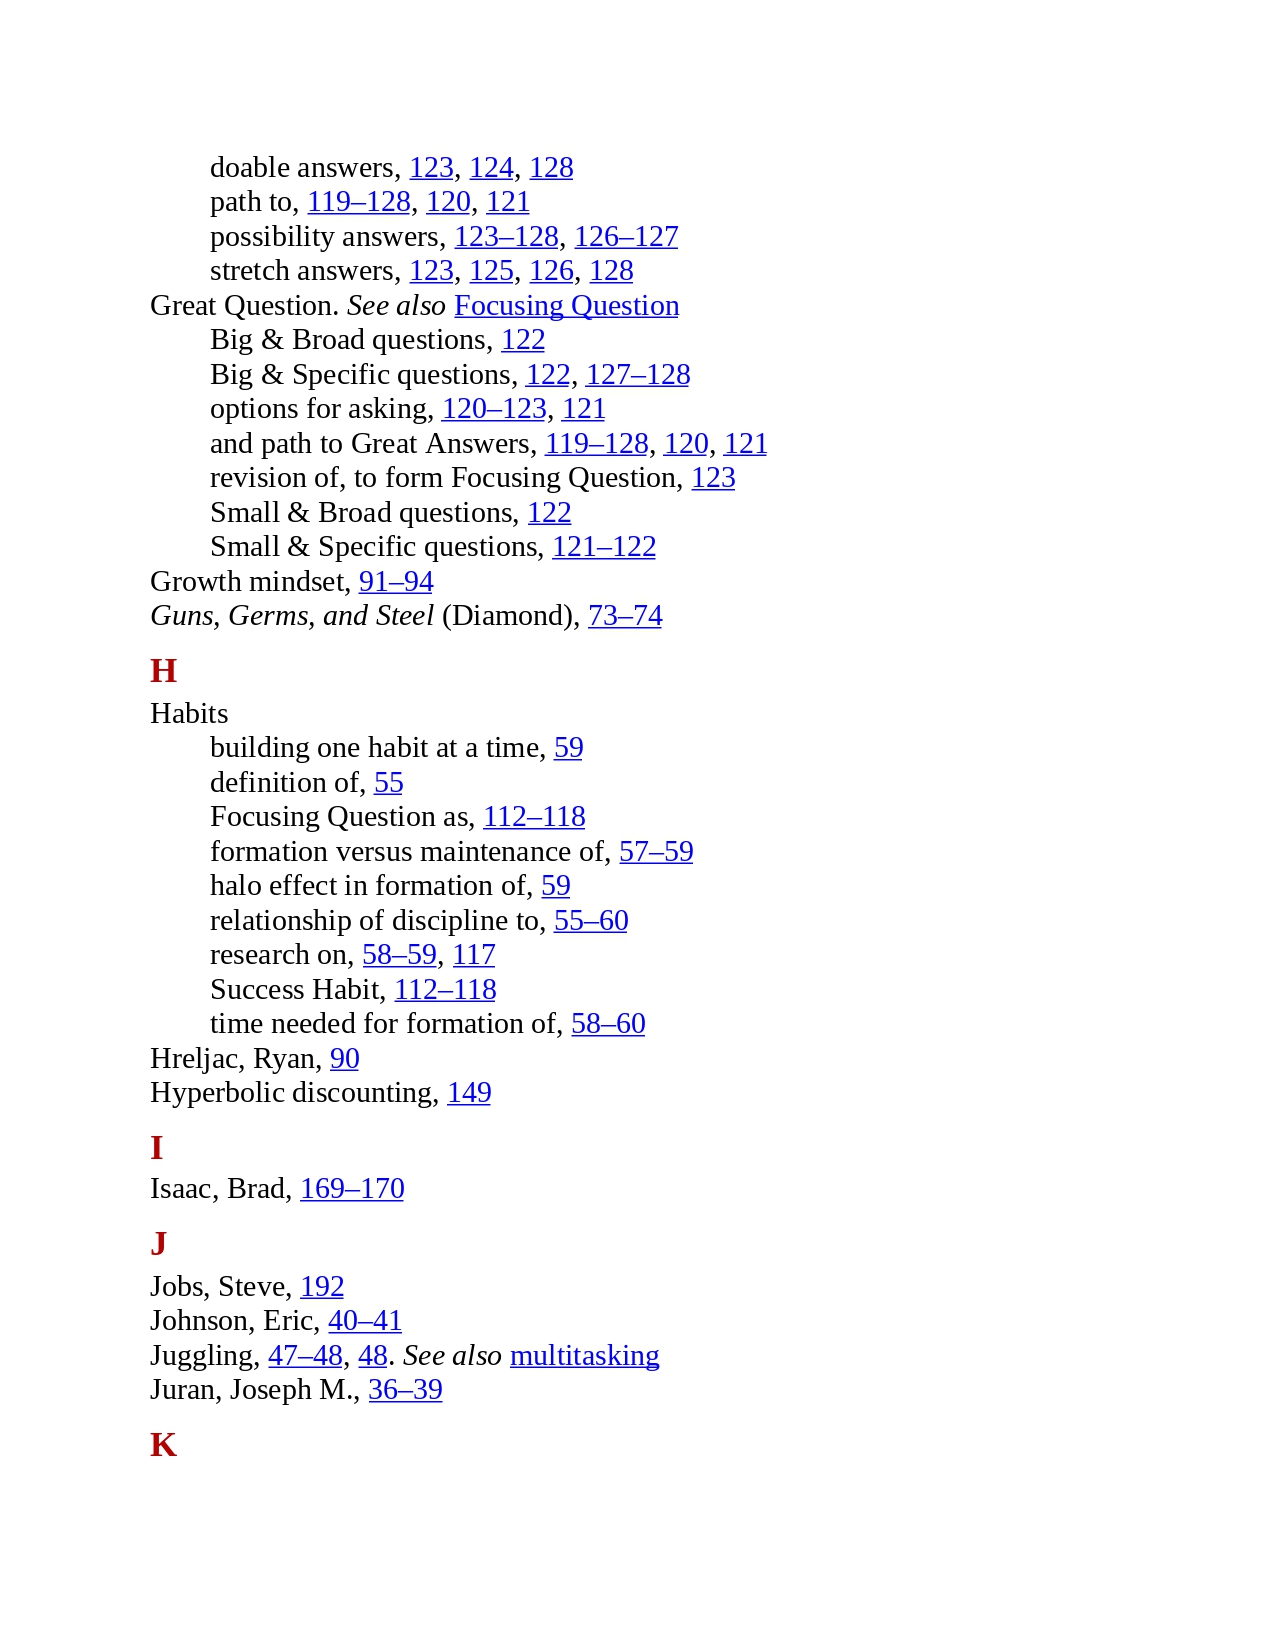 doable answers, 123, 124, 128
path to, 119–128, 120, 121
possibility answers, 123–128, 126–127
stretch answers, 123, 125, 126, 128
Great Question. See also Focusing Question
Big & Broad questions, 122
Big & Specific questions, 122, 127–128
options for asking, 120–123, 121
and path to Great Answers, 119–128, 120, 121
revision of, to form Focusing Question, 123
Small & Broad questions, 122
Small & Specific questions, 121–122
Growth mindset, 91–94
Guns, Germs, and Steel (Diamond), 73–74
H
Habits
building one habit at a time, 59
definition of, 55
Focusing Question as, 112–118
formation versus maintenance of, 57–59
halo effect in formation of, 59
relationship of discipline to, 55–60
research on, 58–59, 117
Success Habit, 112–118
time needed for formation of, 58–60
Hreljac, Ryan, 90
Hyperbolic discounting, 149
I
Isaac, Brad, 169–170
J
Jobs, Steve, 192
Johnson, Eric, 40–41
Juggling, 47–48, 48. See also multitasking
Juran, Joseph M., 36–39
K